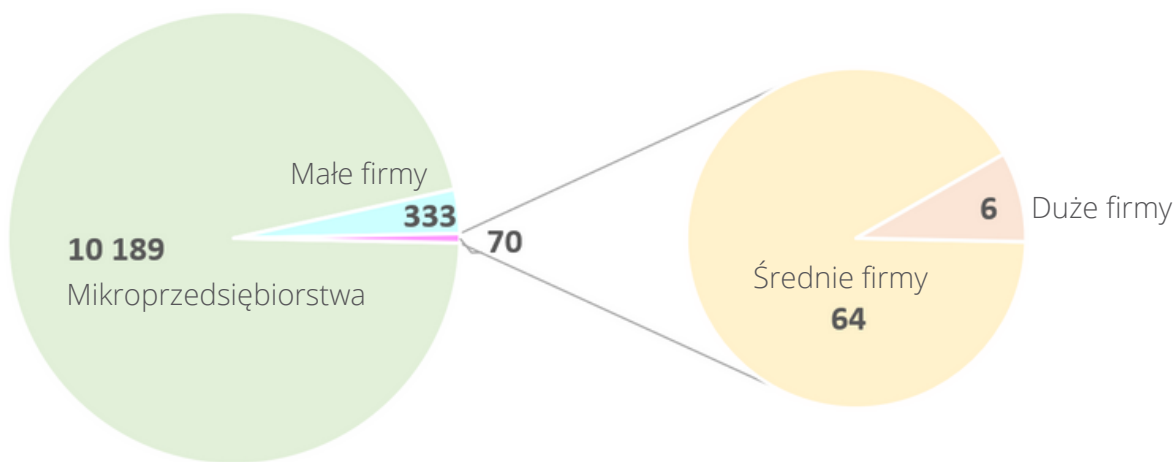 Małe firmy
333
10 189
Mikroprzedsiębiorstwa
70
6
Duże firmy
Średnie firmy
64